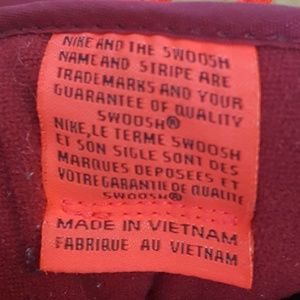 NIKE AND THE SWOOSH
NAME AND STRIPE ARE
TRADEMARKS AND YOUR
GUARANTEE OF QUALITY
SWOOSH®
NIKE, LE TERME SWOOSH
ET SON SIGLE SONT DES
MARQUES DEPOSEES ET
VOTRE GARANTIE DE QUALITE
SWOOSH®
MADE IN VIETNAM
FABRIQUE AU VIETNAM